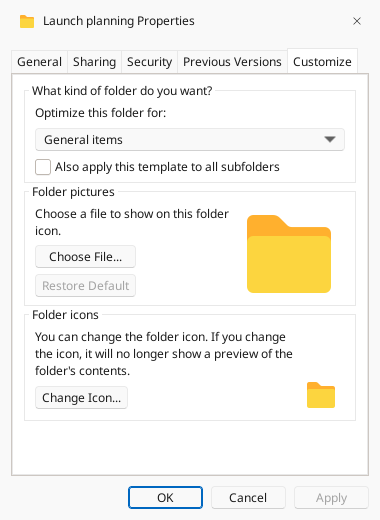 Launch planning Properties
General Sharing Security Previous Versions Customize
What kind of folder do you want?
Optimize this folder for:
General items
Also apply this template to all subfolders
Folder pictures
Choose a file to show on this folder
icon.
Choose File...
Restore Default
Folder icons
You can change the folder icon. If you change
the icon, it will no longer show a preview of the
folder's contents.
Change Icon...
OK Cancel Apply